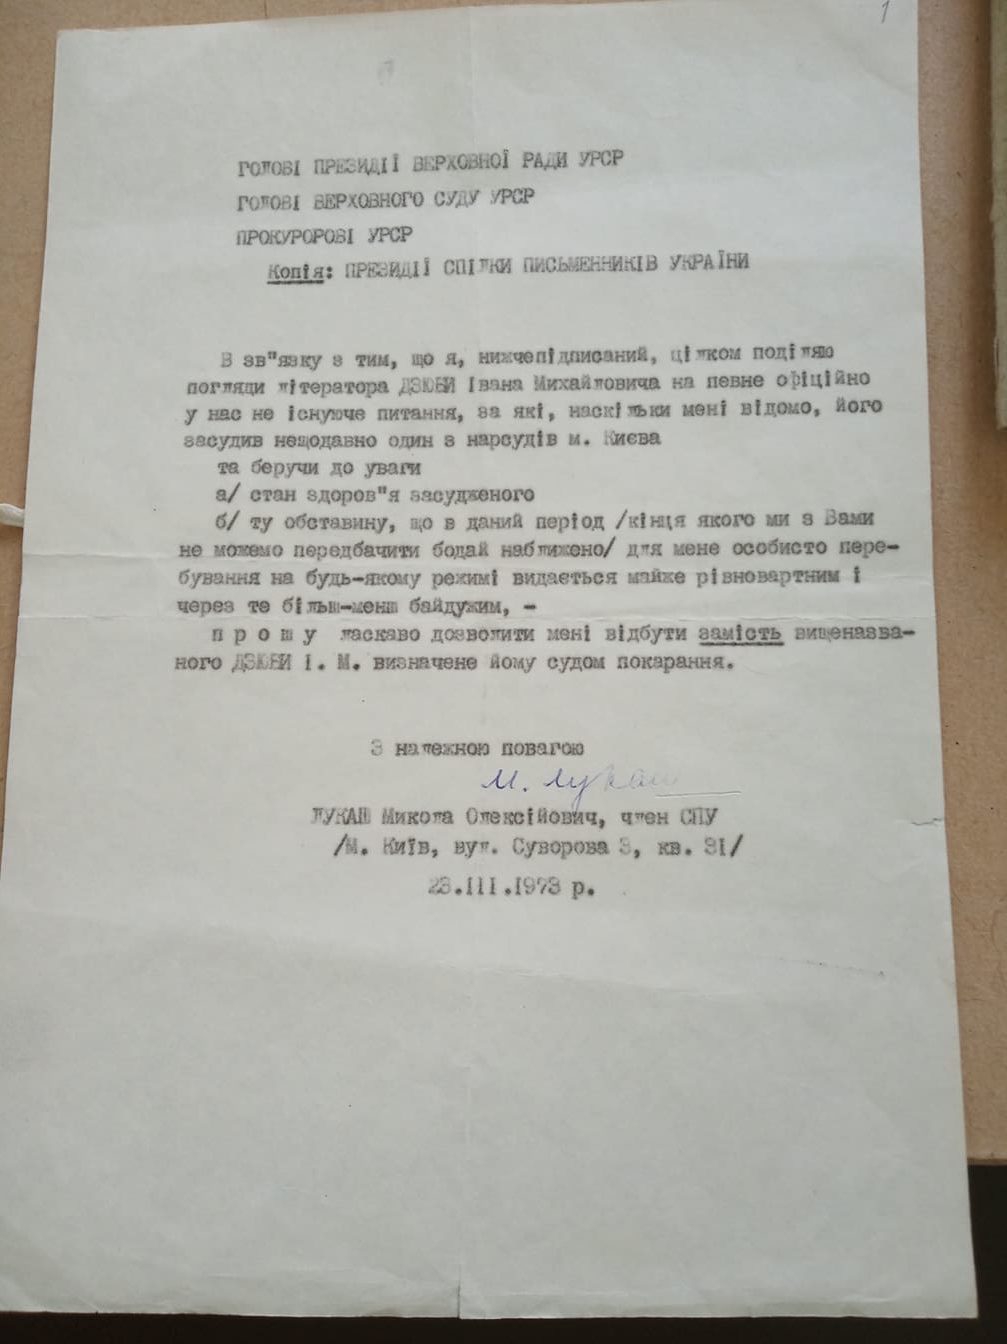 1
ГОЛОВІ ПРЕЗИДІЇ ВЕРХОВНОЇ РАДИ УРСР
ГОЛОВІ ВЕРХОВНОГО СУДУ УРСР
ПРОКУРОРОВІ УРСР
Копія: ПРЕЗИДІЇ СПІЛКИ ПИСЬМЕННИКІВ УКРАЇНИ
В зв"язку з тим, що я, нижчепідписаний, цілком поділяю
погляди літератора ДЗЮБИ Івана Михайловича на певне офіційно
у нас не існуюче питання, за які, наскільки мені відомо, його
засудив нещодавно один з нарсудів м. Києва
та беручи до уваги
а/ стан здоров"я засудженого
б/ ту обставину, що в даний період /кінця якого ми з Вами
не можемо передбачити бодай наближено/ для мене особисто пере-
бування на будь-якому режимі видається майже рівновартним і
через те більш-менш байдужим, -
п р о ш у ласкаво дозволити мені відбути замість вищеназва-
ного ДЗЮБИ І. М. визначене йому судом покарання.
З належною повагою
М. Лукаш
ЛУКАШ Микола Олексійович, член СПУ
/М. Київ, вул. Суворова 3, кв. 31/
23.ІІІ.1973 р.